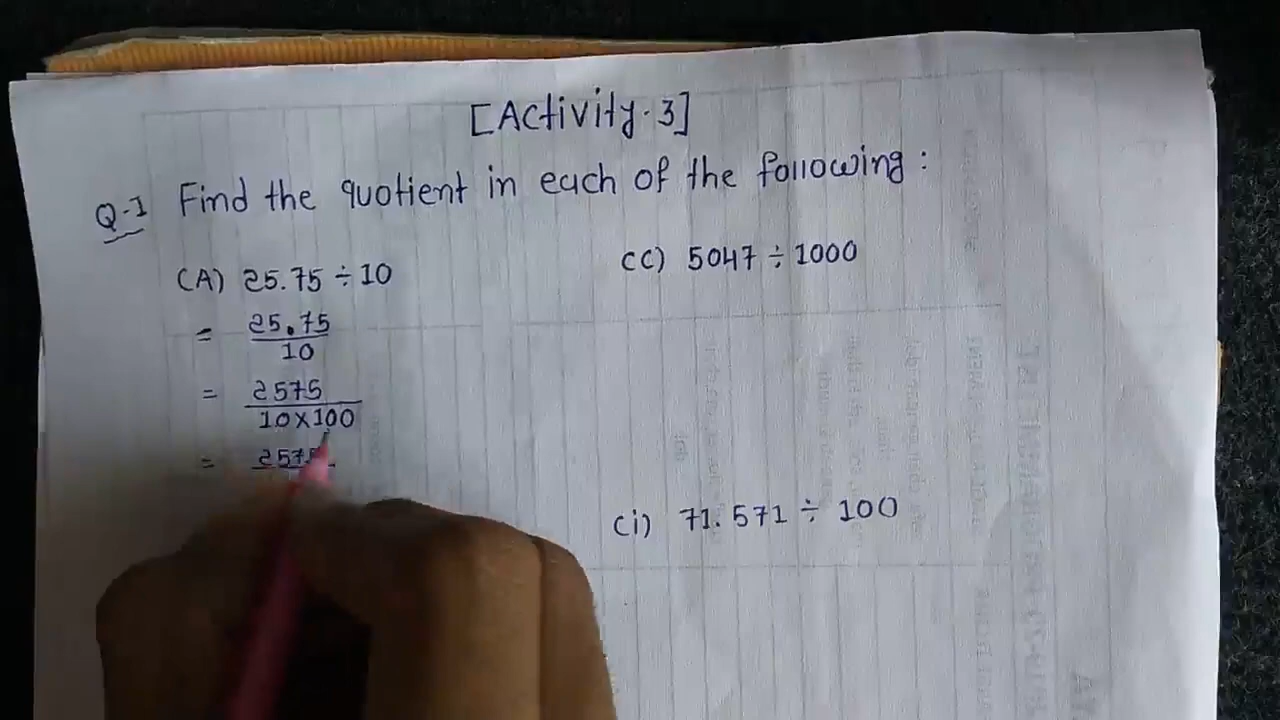 [Activity-3]
Q-1 Find the quotient in each of the following:
(A) 25.75 ÷ 10
= 25.75
10
= 2575
10×100
= 2575
(C) 5047 ÷ 1000
(i) 71.571 ÷ 100